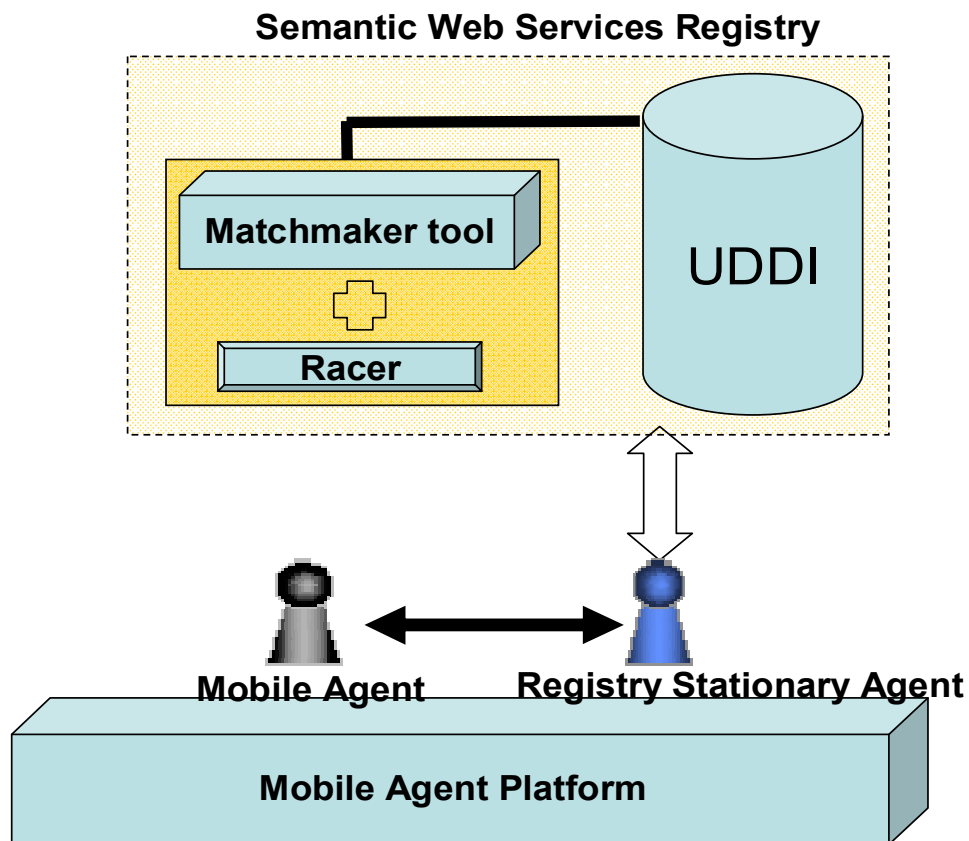 Semantic Web Services Registry
Matchmaker tool
UDDI
Racer
Mobile Agent
Registry Stationary Agent
Mobile Agent Platform